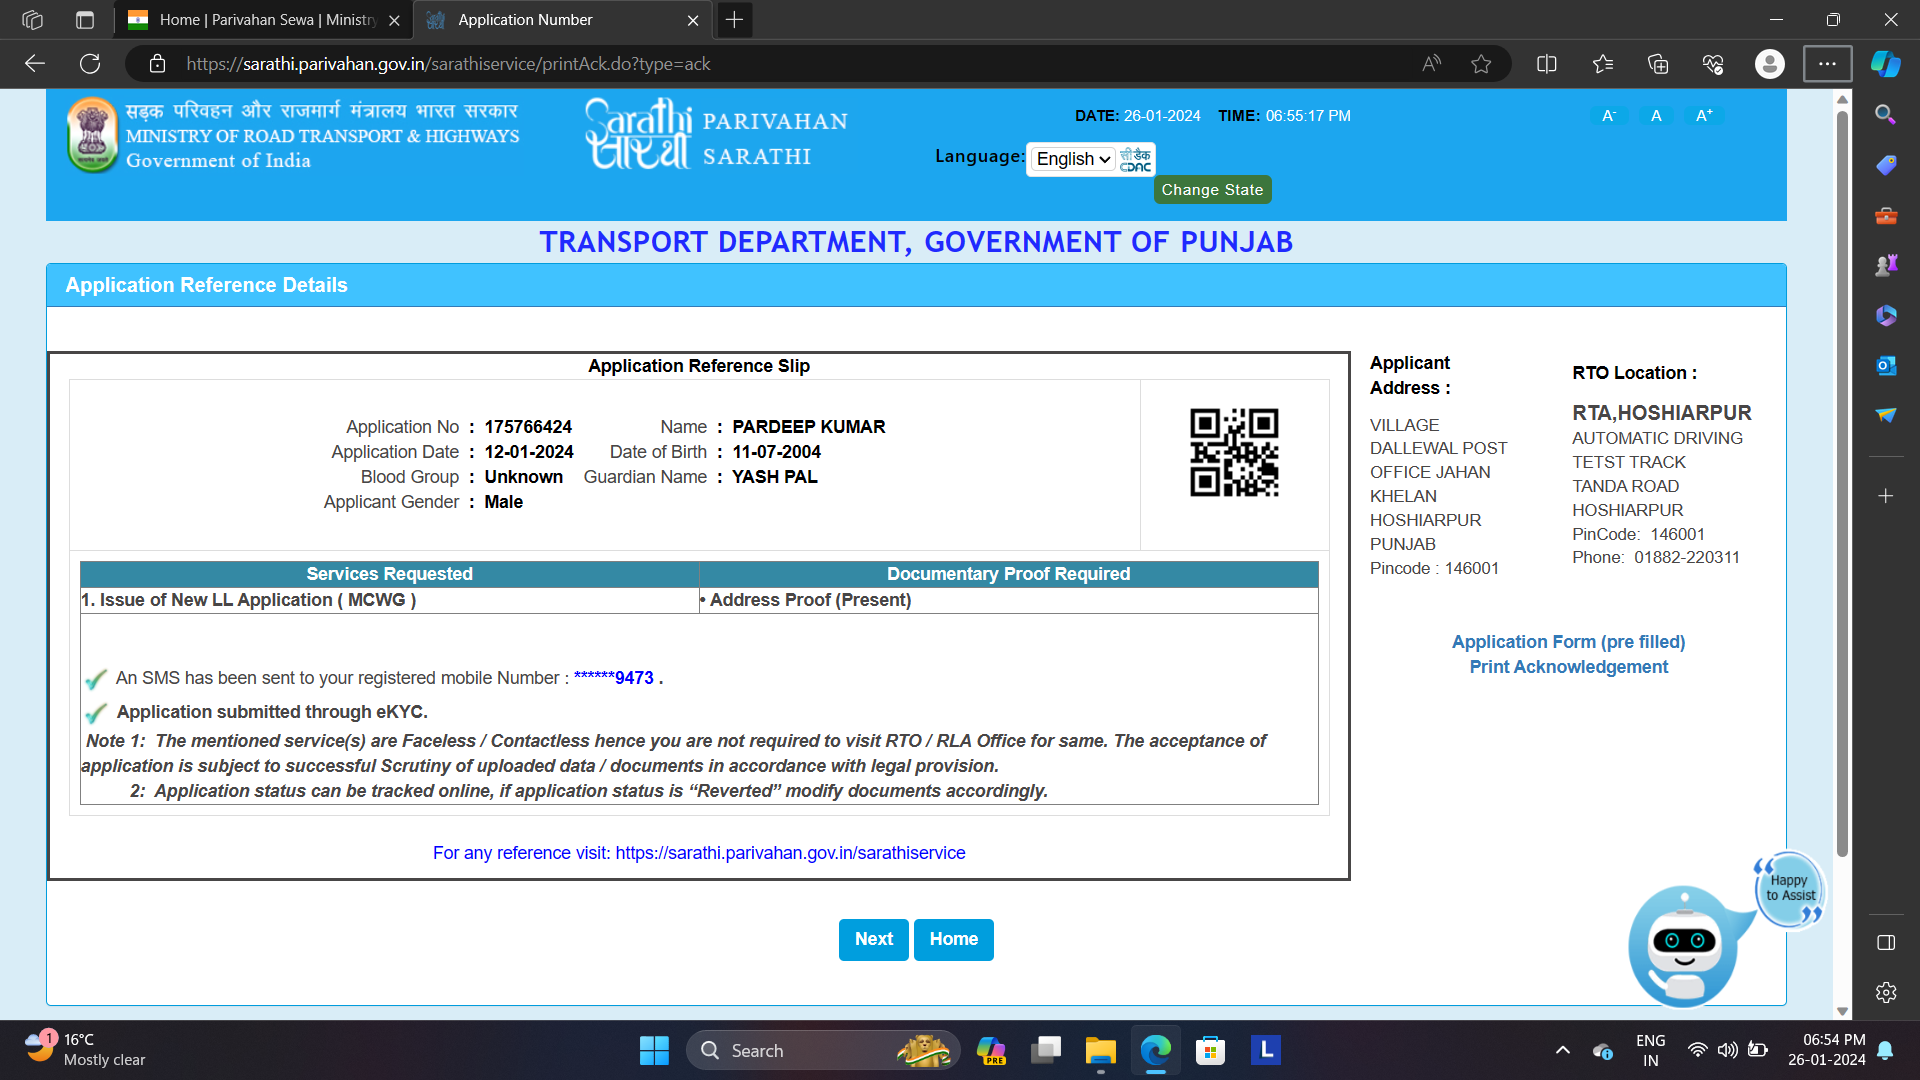 Home | Parivahan Sewa | Ministry
Application Number
https://sarathi.parivahan.gov.in/sarathiservice/printAck.do?type=ack
सड़क परिवहन और राजमार्ग मंत्रालय भारत सरकार
MINISTRY OF ROAD TRANSPORT & HIGHWAYS
Government of India
Sarathi
सारथी
PARIVAHAN
SARATHI
DATE: 26-01-2024 TIME: 06:55:17 PM
A- A A+
Language: English सी डैक
CDAC
Change State
TRANSPORT DEPARTMENT, GOVERNMENT OF PUNJAB
Application Reference Details
Application Reference Slip
Application No : 175766424 Name : PARDEEP KUMAR
Application Date : 12-01-2024 Date of Birth : 11-07-2004
Blood Group : Unknown Guardian Name : YASH PAL
Applicant Gender : Male
Services Requested Documentary Proof Required
1. Issue of New LL Application ( MCWG ) • Address Proof (Present)
An SMS has been sent to your registered mobile Number : ******9473 .
Application submitted through eKYC.
Note 1: The mentioned service(s) are Faceless / Contactless hence you are not required to visit RTO / RLA Office for same. The acceptance of
application is subject to successful Scrutiny of uploaded data / documents in accordance with legal provision.
2: Application status can be tracked online, if application status is “Reverted” modify documents accordingly.
For any reference visit: https://sarathi.parivahan.gov.in/sarathiservice
Applicant
Address :
VILLAGE
DALLEWAL POST
OFFICE JAHAN
KHELAN
HOSHIARPUR
PUNJAB
Pincode : 146001
RTO Location :
RTA,HOSHIARPUR
AUTOMATIC DRIVING
TETST TRACK
TANDA ROAD
HOSHIARPUR
PinCode: 146001
Phone: 01882-220311
Application Form (pre filled)
Print Acknowledgement
Next Home
Happy
to Assist
1
16°C
Mostly clear
Search
PRE
L
ENG
IN
06:54 PM
26-01-2024